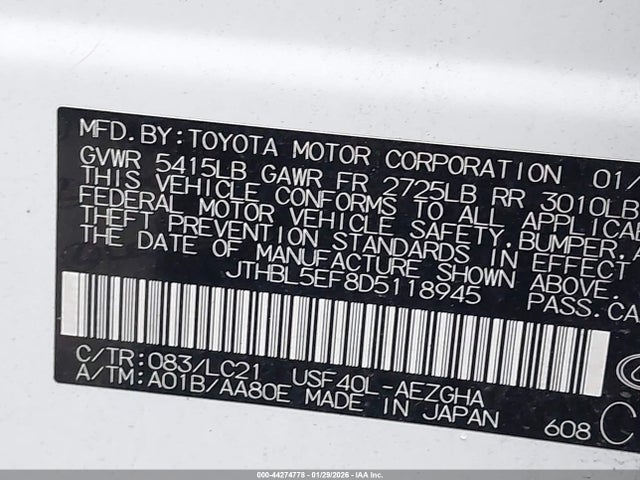 MFD. BY: TOYOTA MOTOR CORPORATION 01/
GVWR 5415LB GAWR FR 2725LB RR 3010LB
THIS VEHICLE CONFORMS TO ALL APPLICAB
FEDERAL MOTOR VEHICLE SAFETY, BUMPER, A
THEFT PREVENTION STANDARDS IN EFFECT
THE DATE OF MANUFACTURE SHOWN ABOVE.
JTHBL5EF8D5118945 PASS. CA
C/TR: 083/LC21 USF40L-AEZGHA
A/TM: A01B/AA80E MADE IN JAPAN 608
000-44274778 - 01/29/2026 - IAA Inc.